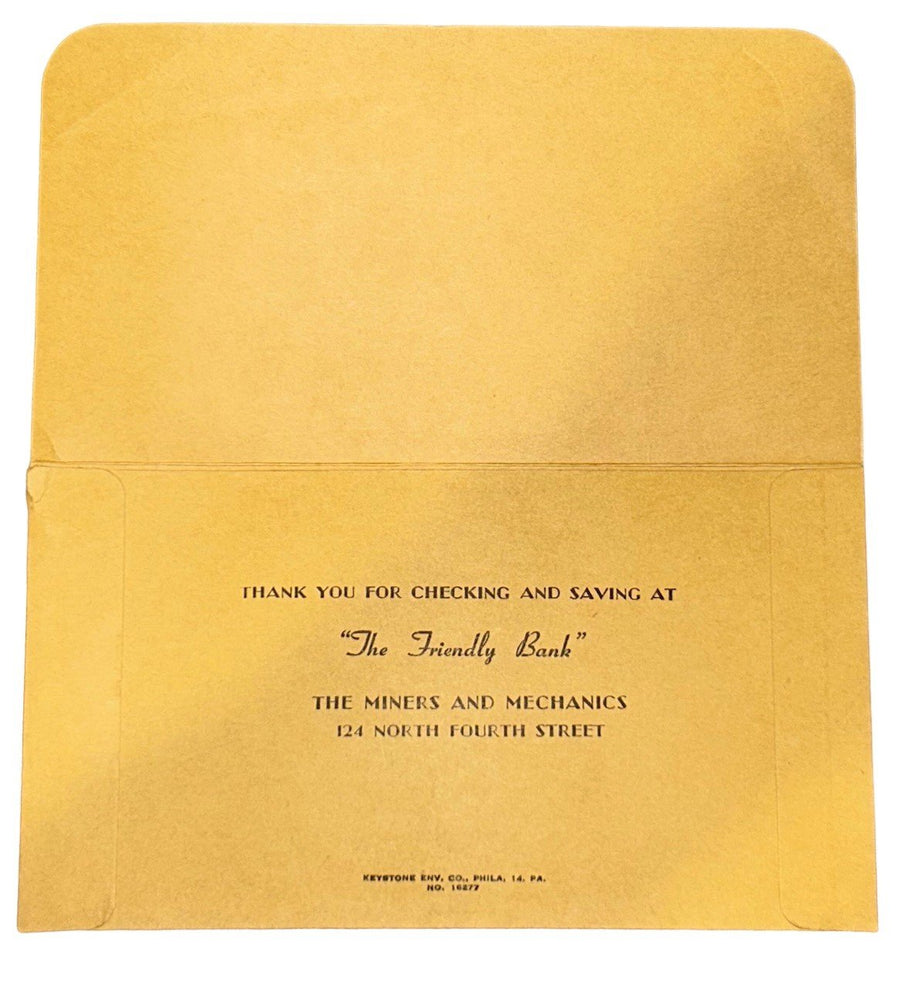 THANK YOU FOR CHECKING AND SAVING AT
“The Friendly Bank”
THE MINERS AND MECHANICS
124 NORTH FOURTH STREET
KEYSTONE ENV. CO., PHILA, 14, PA.
NO. 16277